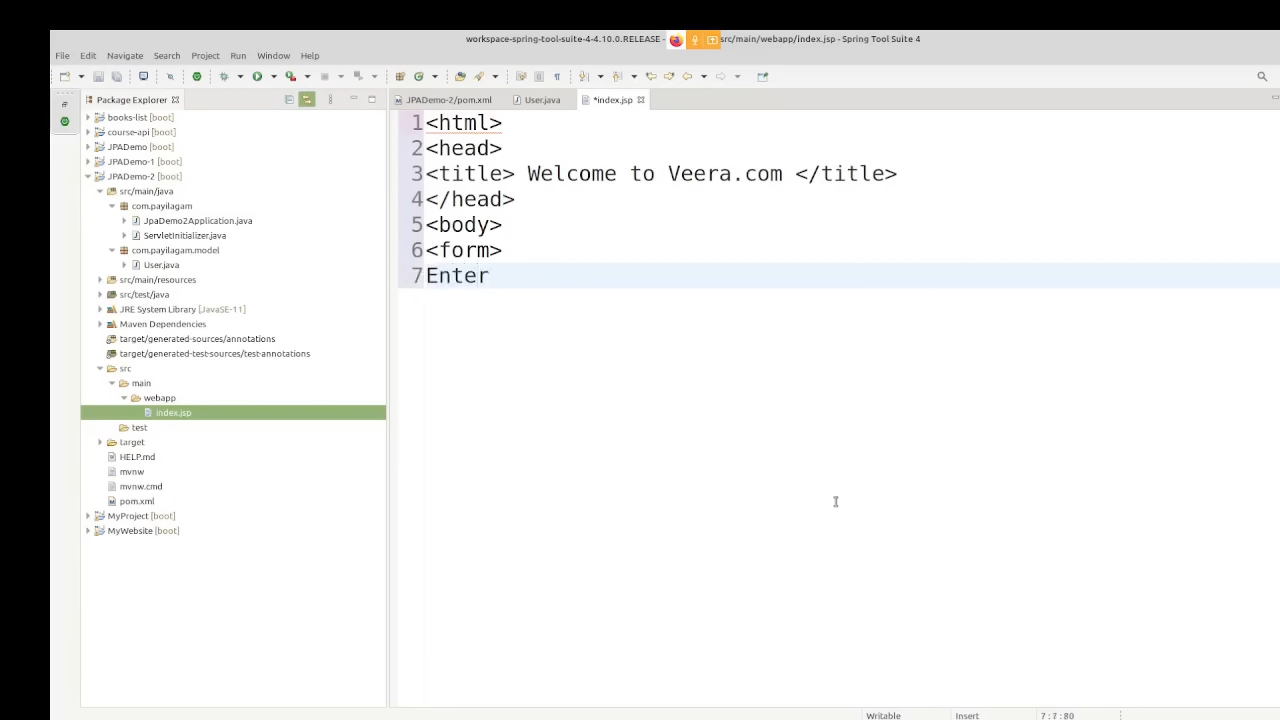 workspace-spring-tool-suite-4-4.10.0.RELEASE - src/main/webapp/index.jsp - Spring Tool Suite 4
File Edit Navigate Search Project Run Window Help
Package Explorer
JPADemo-2/pom.xml User.java *index.jsp
books-list [boot]
course-api [boot]
JPADemo [boot]
JPADemo-1 [boot]
JPADemo-2 [boot]
src/main/java
com.payilagam
JpaDemo2Application.java
ServletInitializer.java
com.payilagam.model
User.java
src/main/resources
src/test/java
JRE System Library [JavaSE-11]
Maven Dependencies
target/generated-sources/annotations
target/generated-test-sources/test-annotations
src
main
webapp
index.jsp
test
target
HELP.md
mvnw
mvnw.cmd
pom.xml
MyProject [boot]
MyWebsite [boot]
1 <html>
2 <head>
3 <title> Welcome to Veera.com </title>
4 </head>
5 <body>
6 <form>
7 Enter
Writable Insert 7 : 7 : 80